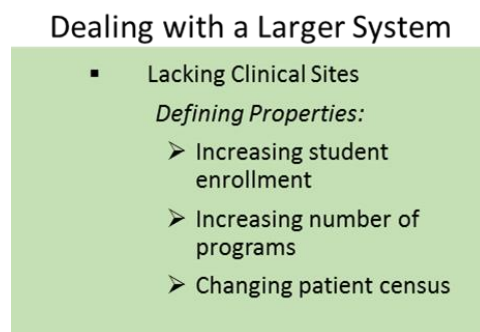 Dealing with a Larger System
▪ Lacking Clinical Sites
Defining Properties:
➢ Increasing student
enrollment
➢ Increasing number of
programs
➢ Changing patient census